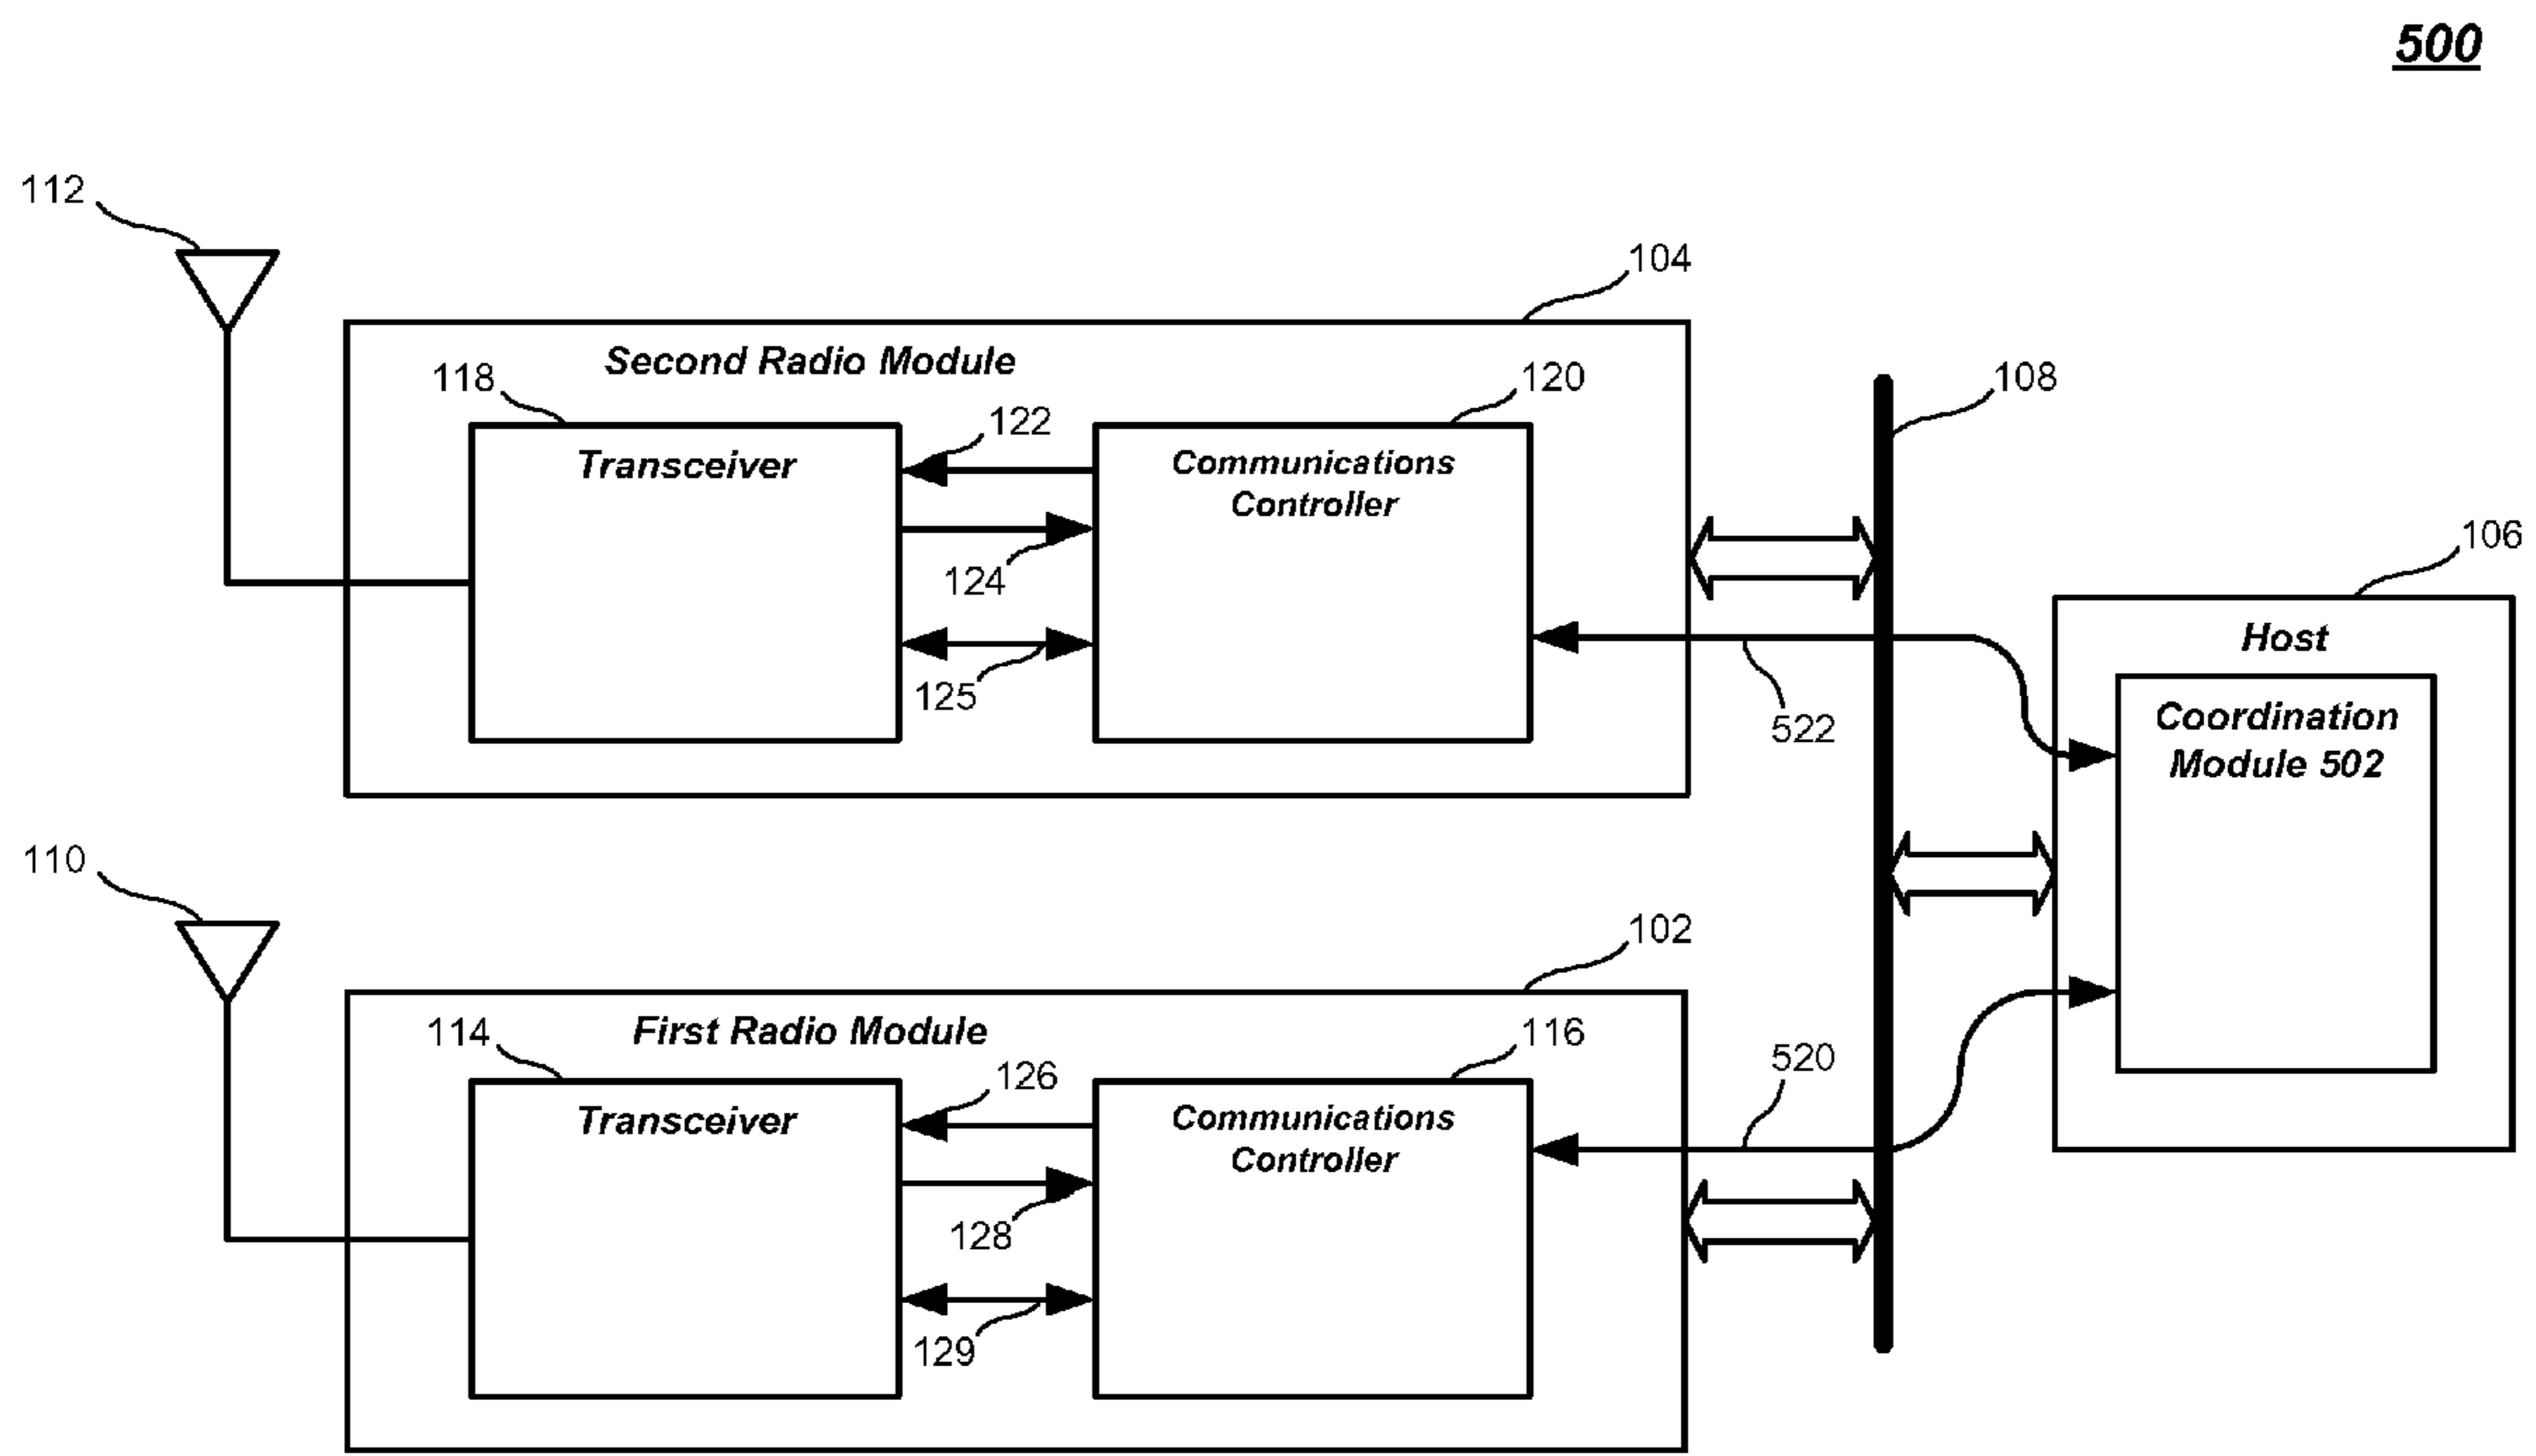 500
112
104
Second Radio Module
118
122
120
108
Transceiver
Communications
Controller
124
106
125
522
Host
Coordination
Module 502
110
102
First Radio Module
114
126
116
520
Transceiver
Communications
Controller
128
129